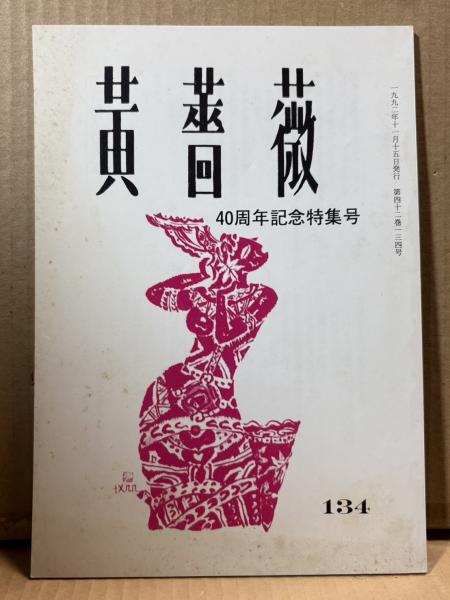 黄薔薇
40周年記念特集号
一九九二年十一月十五日発行　第四十二巻一三四号
134